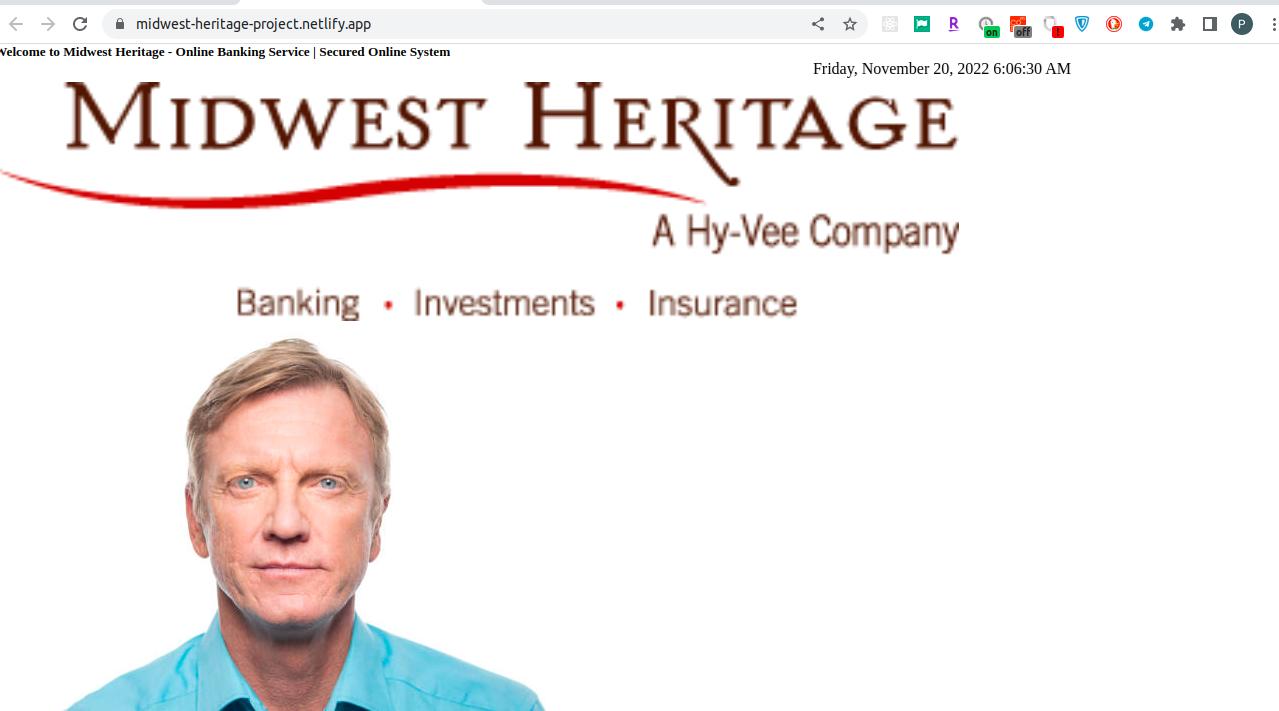 midwest-heritage-project.netlify.app
on
off
!
P
Welcome to Midwest Heritage - Online Banking Service | Secured Online System
Friday, November 20, 2022 6:06:30 AM
MIDWEST HERITAGE
A Hy-Vee Company
Banking • Investments • Insurance